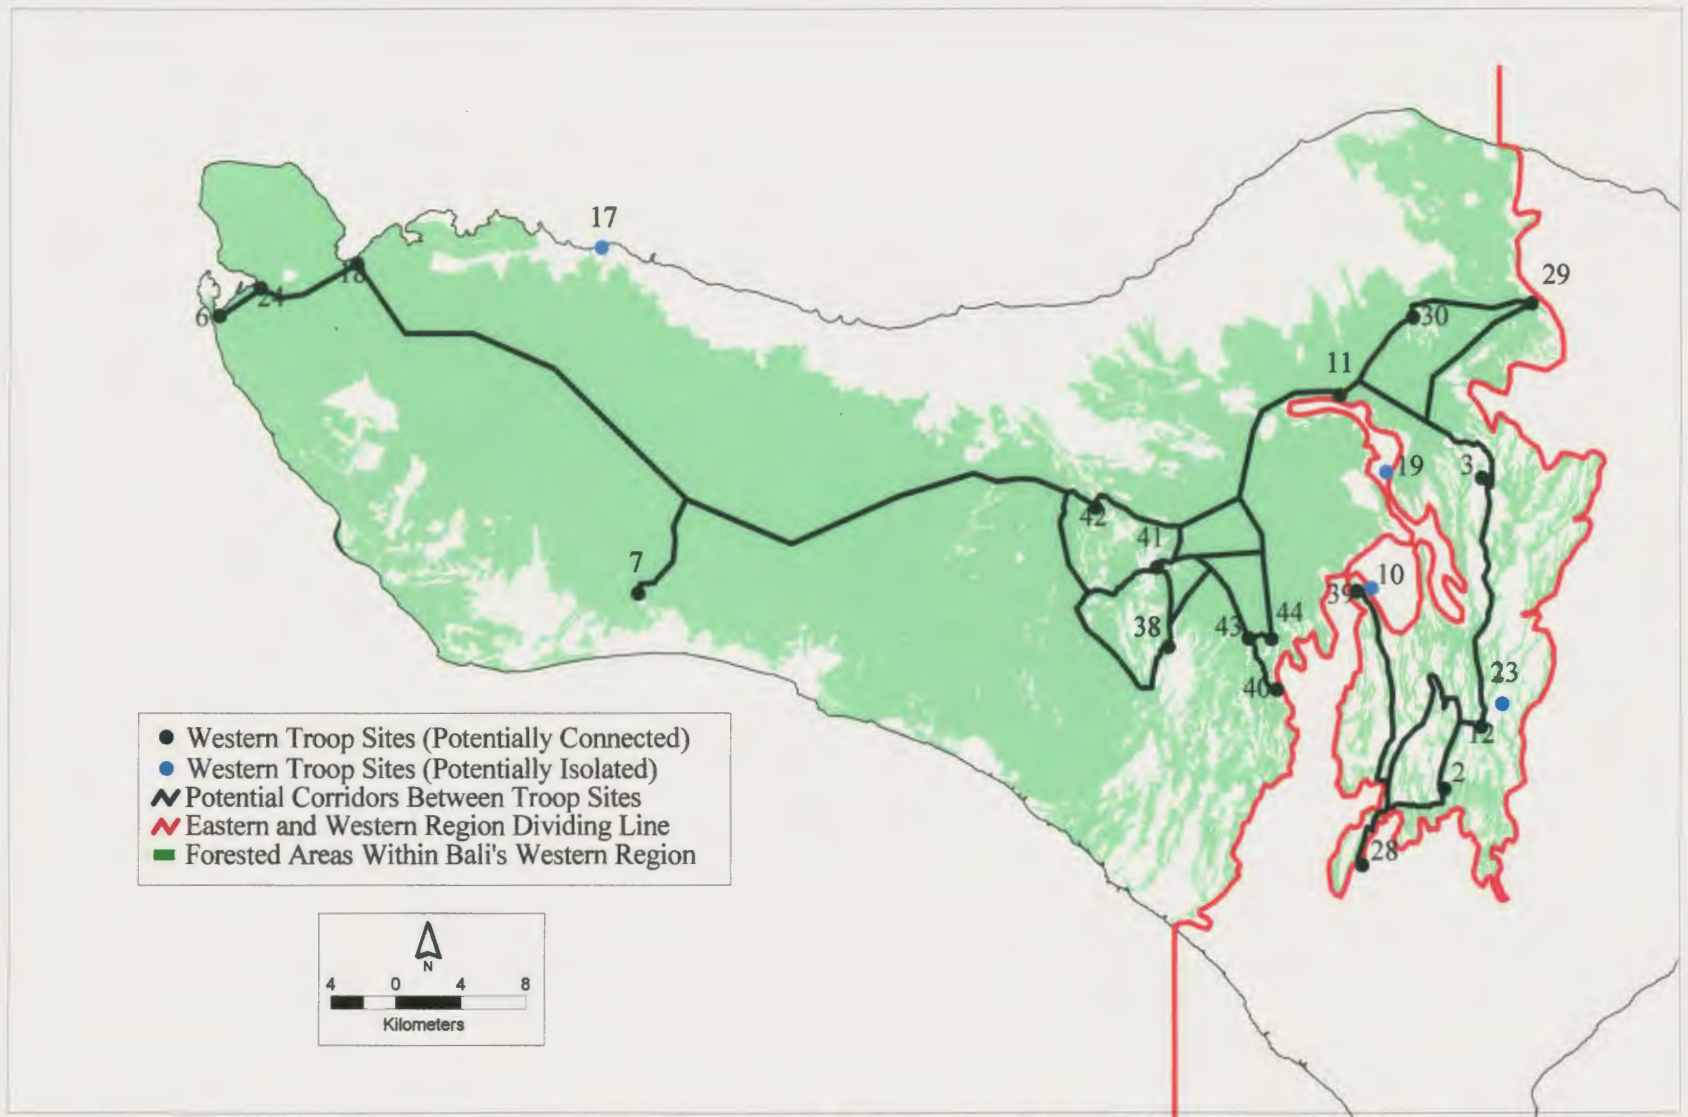 17
29
18
24
6
30
11
19
3
42
41
7
10
39
38
43
44
40
23
12
2
28
Western Troop Sites (Potentially Connected)
Western Troop Sites (Potentially Isolated)
Potential Corridors Between Troop Sites
Eastern and Western Region Dividing Line
Forested Areas Within Bali's Western Region
N
4 0 4 8
Kilometers